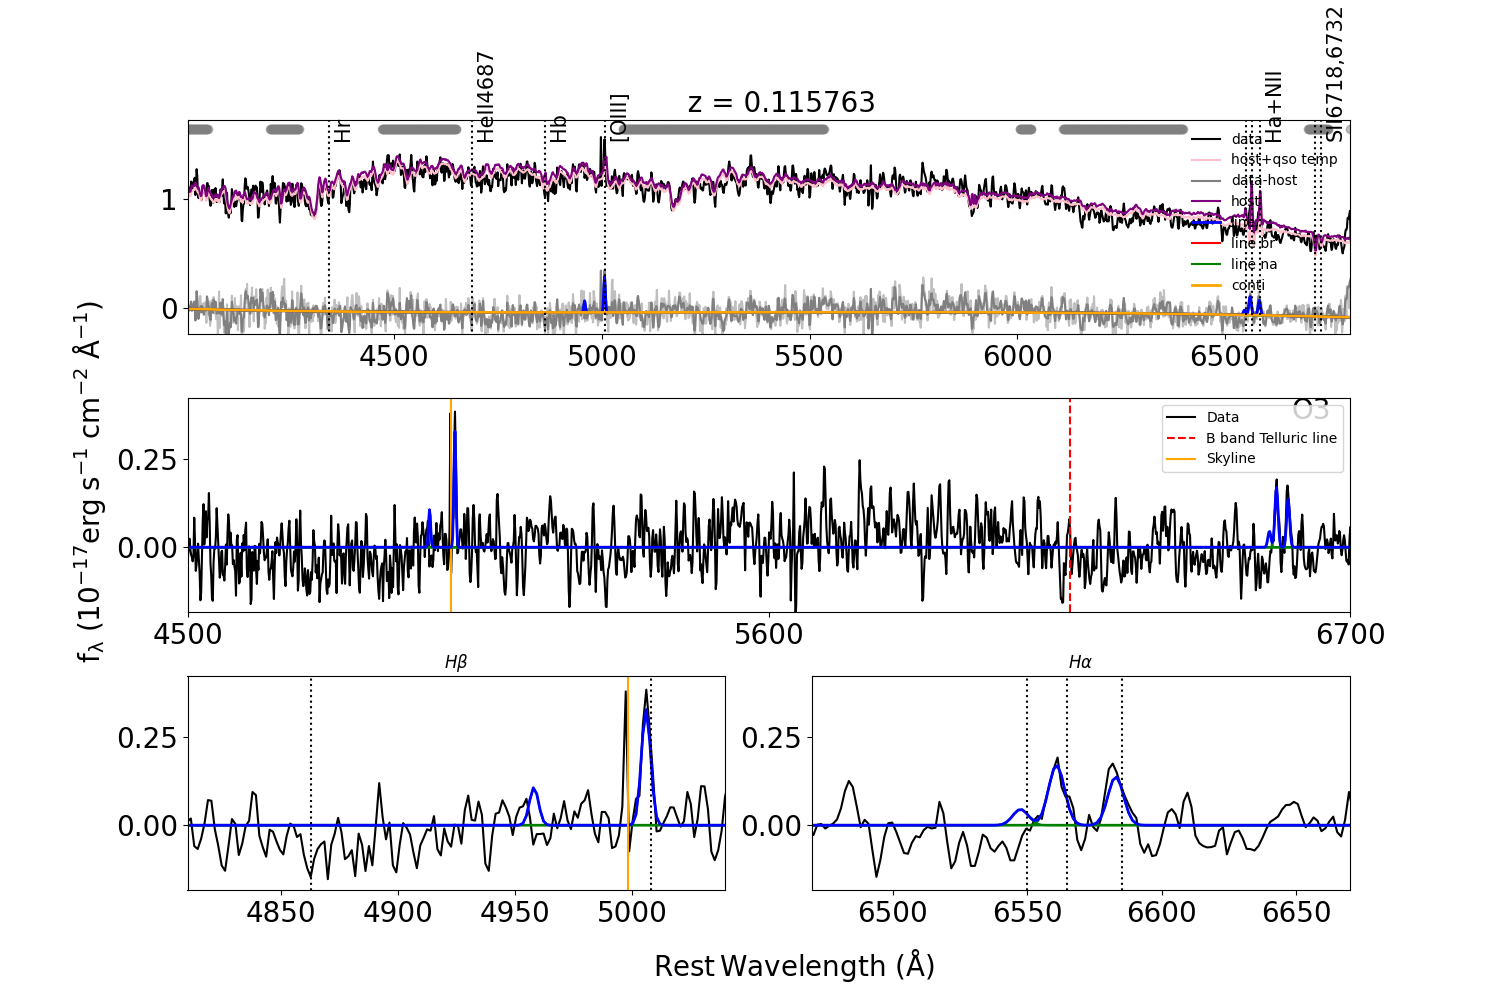 z = 0.115763
Hr
HeII4687
Hb
[OIII]
Ha+NII
SII6718,6732
data
host+qso temp
data-host
host
line
line br
line na
conti
1
0
4500 5000 5500 6000 6500
O3
Data
B band Telluric line
Skyline
0.25
0.00
4500 5600 6700
fλ (10⁻¹⁷erg s⁻¹ cm⁻² Å⁻¹)
Hβ
0.25
0.00
4850 4900 4950 5000
Hα
0.25
0.00
6500 6550 6600 6650
Rest Wavelength (Å)